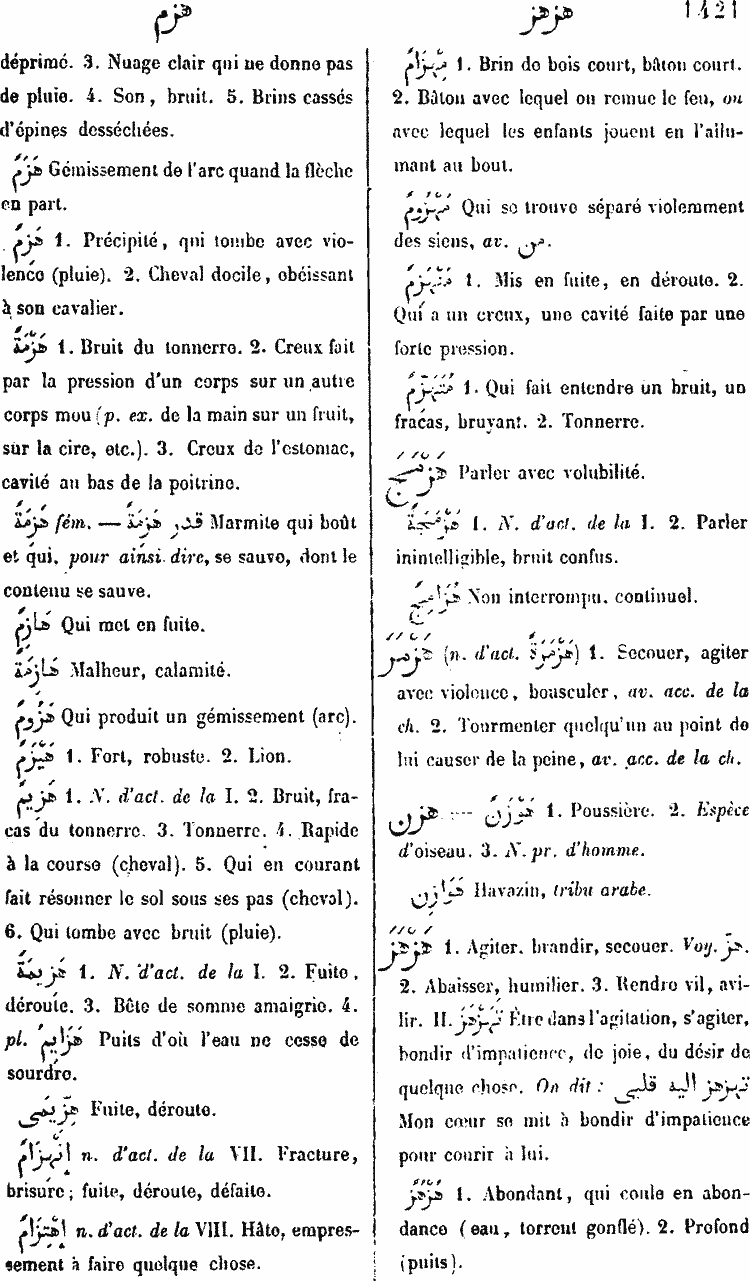 هزم
هزهز 1421
déprimé. 3. Nuage clair qui ne donne pas
de pluie. 4. Son, bruit. 5. Brins cassés
d'épines desséchées.
هَزَمٌ Gémissement de l'arc quand la flèche
en part.
هَزِمٌ 1. Précipité, qui tombe avec vio-
lence (pluie). 2. Cheval docile, obéissant
à son cavalier.
هَزْمَةٌ 1. Bruit du tonnerre. 2. Creux fait
par la pression d'un corps sur un autre
corps mou (p. ex. de la main sur un fruit,
sur la cire, etc.). 3. Creux de l'estomac,
cavité au bas de la poitrine.
هَزِمَةٌ fém. — قدر هَزِمَةٌ Marmite qui bout
et qui, pour ainsi dire, se sauve, dont le
contenu se sauve.
هَازِمٌ Qui met en fuite.
هَازِمَةٌ Malheur, calamité.
هَزُومٌ Qui produit un gémissement (arc).
هَيْزَمٌ 1. Fort, robuste. 2. Lion.
هَزِيمٌ 1. N. d'act. de la I. 2. Bruit, fra-
cas du tonnerre. 3. Tonnerre. 4. Rapide
à la course (cheval). 5. Qui en courant
fait résonner le sol sous ses pas (cheval).
6. Qui tombe avec bruit (pluie).
هَزِيمَةٌ 1. N. d'act. de la I. 2. Fuite,
déroute. 3. Bête de somme amaigrie. 4.
pl. هَزَايِمُ Puits d'où l'eau ne cesse de
sourdre.
هِزِّيمَى Fuite, déroute.
اِنْهِزَامٌ n. d'act. de la VII. Fracture,
brisure; fuite, déroute, défaite.
اِهْتِزَامٌ n. d'act. de la VIII. Hâte, empres-
sement à faire quelque chose.
مِهْزَامٌ 1. Brin de bois court, bâton court.
2. Bâton avec lequel on remue le feu, ou
avec lequel les enfants jouent en l'allu-
mant au bout.
مَهْزُومٌ Qui se trouve séparé violemment
des siens, av. من.
مُنْهَزِمٌ 1. Mis en fuite, en déroute. 2.
Qui a un creux, une cavité faite par une
forte pression.
مُتَهَزِّمٌ 1. Qui fait entendre un bruit, un
fracas, bruyant. 2. Tonnerre.
هَزْمَجَ Parler avec volubilité.
هَزْمَجَةٌ 1. N. d'act. de la I. 2. Parler
inintelligible, bruit confus.
هُزَامِجٌ Non interrompu, continuel.
هَزْمَرَ (n. d'act. هَزْمَرَةٌ) 1. Secouer, agiter
avec violence, bousculer, av. acc. de la
ch. 2. Tourmenter quelqu'un au point de
lui causer de la peine, av. acc. de la ch.
هزن — هَوْزَنٌ 1. Poussière. 2. Espèce
d'oiseau. 3. N. pr. d'homme.
هَوَازِن Havazin, tribu arabe.
هَزْهَزَ 1. Agiter, brandir, secouer. Voy. هزّ.
2. Abaisser, humilier. 3. Rendre vil, avi-
lir. II. تَهَزْهَزَ Être dans l'agitation, s'agiter,
bondir d'impatience, de joie, du désir de
quelque chose. On dit : تهزهز اليه قلبى
Mon cœur se mit à bondir d'impatience
pour courir à lui.
هُزَهِزٌ 1. Abondant, qui coule en abon-
dance (eau, torrent gonflé). 2. Profond
(puits).